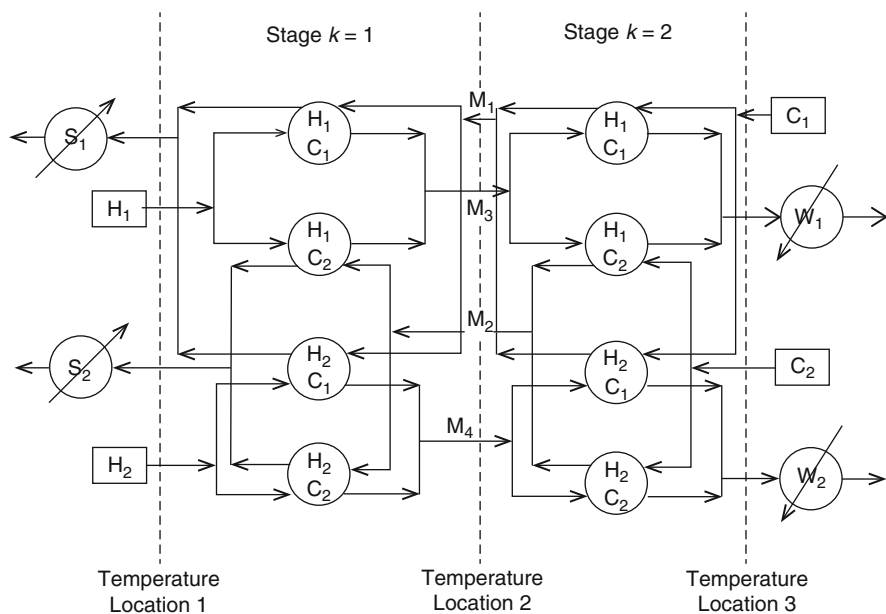 Stage k = 1
Stage k = 2
M₁
S₁
H₁
C₁
H₁
C₁
C₁
H₁
M₃
W₁
H₁
C₂
H₁
C₂
M₂
S₂
H₂
C₁
H₂
C₁
C₂
M₄
H₂
H₂
C₂
H₂
C₂
W₂
Temperature
Location 1
Temperature
Location 2
Temperature
Location 3